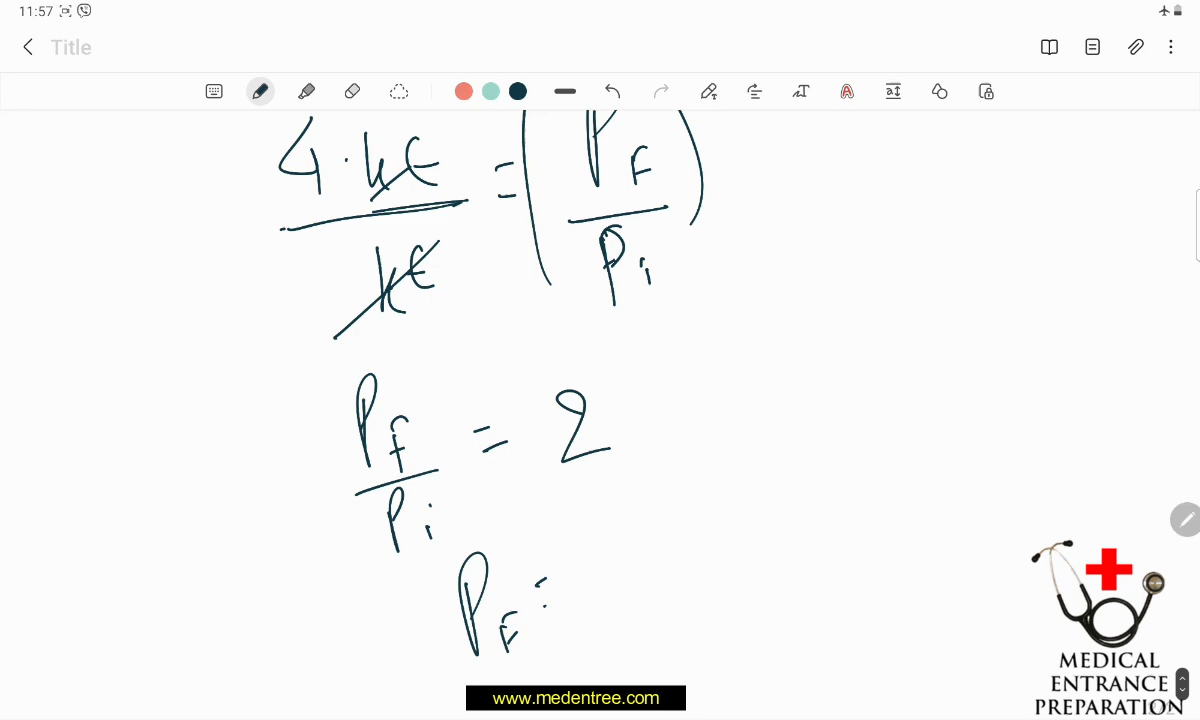 11:57
Title
4 · KE = ( PF
KE Pi )
Pf = 2
Pi
PF =
www.medentree.com
MEDICAL
ENTRANCE
PREPARATION